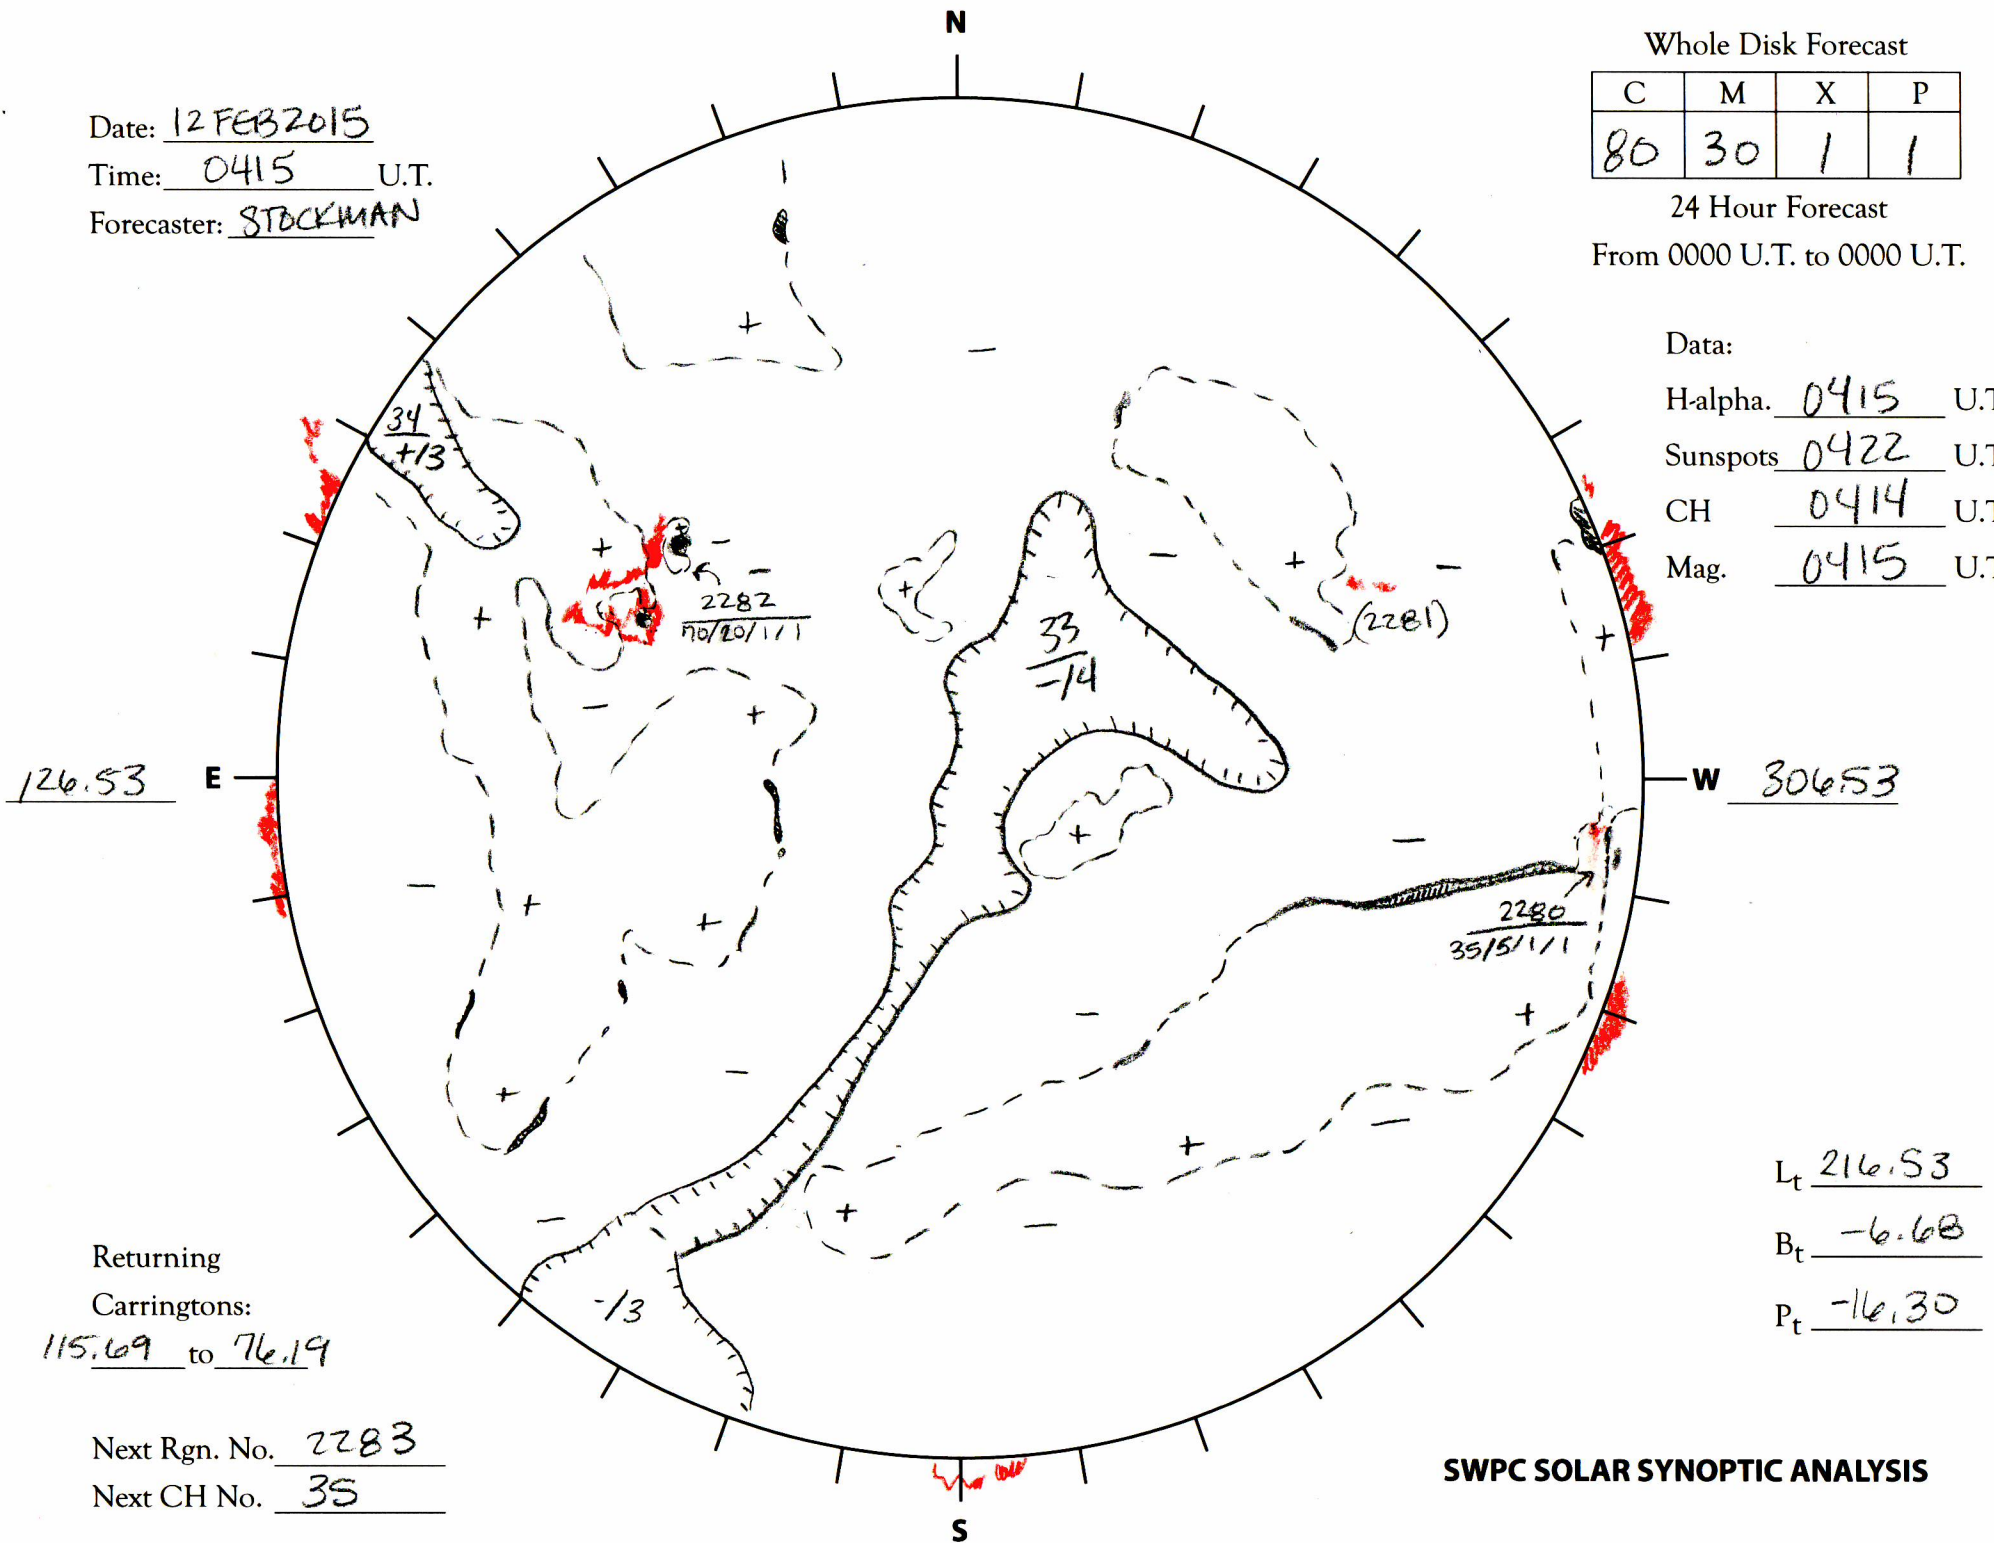 N
Whole Disk Forecast
C M X P
80 30 1 1
24 Hour Forecast
From 0000 U.T. to 0000 U.T.
Date: 12 FEB 2015
Time: 0415 U.T.
Forecaster: STOCKMAN
Data:
H-alpha. 0415 U.T
Sunspots 0422 U.T
CH 0414 U.T
Mag. 0415 U.T
34
+/3
+
-
+
-
+
-
-
2282
70/20/1/1
+
-
+
-
(2281)
33
-/4
+
+
-
+
126.53 E
W 306.53
+
-
-
+
+
2280
35/5/1/1
-
+
-
+
-
+
+
-
-
-/3
Lt 216.53
Bt -6.68
Pt -16.30
Returning
Carringtons:
115.69 to 76.19
Next Rgn. No. 2283
Next CH No. 35
SWPC SOLAR SYNOPTIC ANALYSIS
S